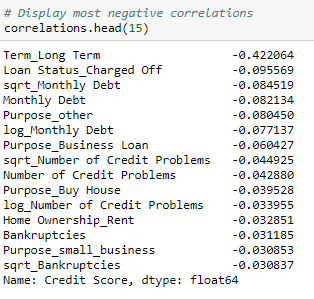 # Display most negative correlations
correlations.head(15)
Term_Long Term -0.422064
Loan Status_Charged Off -0.095569
sqrt_Monthly Debt -0.084519
Monthly Debt -0.082134
Purpose_other -0.080450
log_Monthly Debt -0.077137
Purpose_Business Loan -0.060427
sqrt_Number of Credit Problems -0.044925
Number of Credit Problems -0.042880
Purpose_Buy House -0.039528
log_Number of Credit Problems -0.033955
Home Ownership_Rent -0.032851
Bankruptcies -0.031185
Purpose_small_business -0.030853
sqrt_Bankruptcies -0.030837
Name: Credit Score, dtype: float64